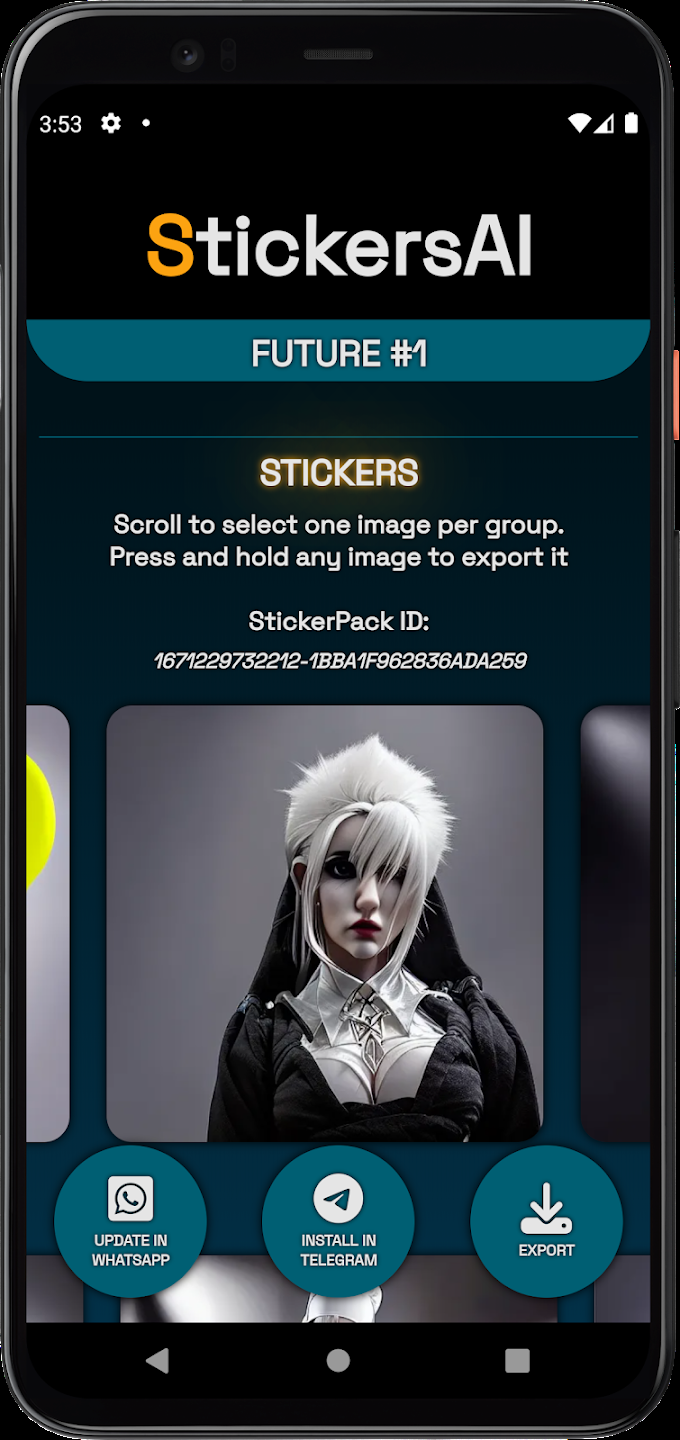 3:53
StickersAI
FUTURE #1
STICKERS
Scroll to select one image per group.
Press and hold any image to export it
StickerPack ID:
1671229732212-1BBA1F962836ADA259
UPDATE IN
WHATSAPP
INSTALL IN
TELEGRAM
EXPORT